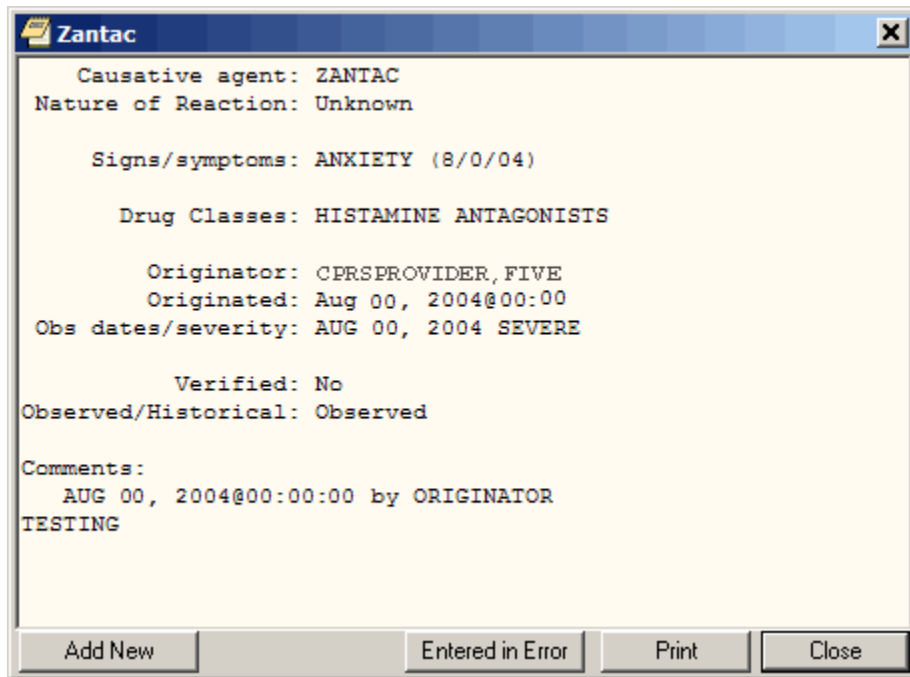 Zantac
Causative agent: ZANTAC
Nature of Reaction: Unknown
Signs/symptoms: ANXIETY (8/0/04)
Drug Classes: HISTAMINE ANTAGONISTS
Originator: CPRSPROVIDER,FIVE
Originated: Aug 00, 2004@00:00
Obs dates/severity: AUG 00, 2004 SEVERE
Verified: No
Observed/Historical: Observed
Comments:
AUG 00, 2004@00:00:00 by ORIGINATOR
TESTING
Add New Entered in Error Print Close